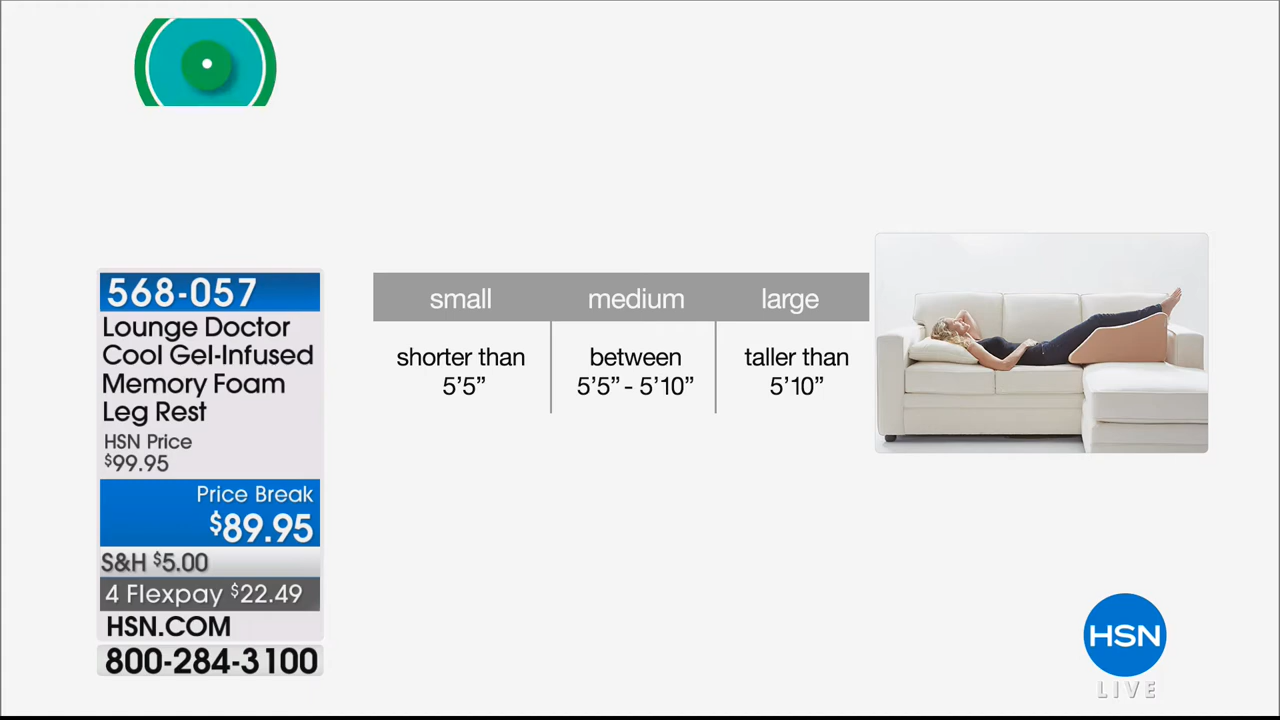 568-057
Lounge Doctor
Cool Gel-Infused
Memory Foam
Leg Rest
HSN Price
$99.95
Price Break
$89.95
S&H $5.00
4 Flexpay $22.49
HSN.COM
800-284-3100
small medium large
shorter than between taller than
5’5” 5’5” - 5’10” 5’10”
HSN
LIVE